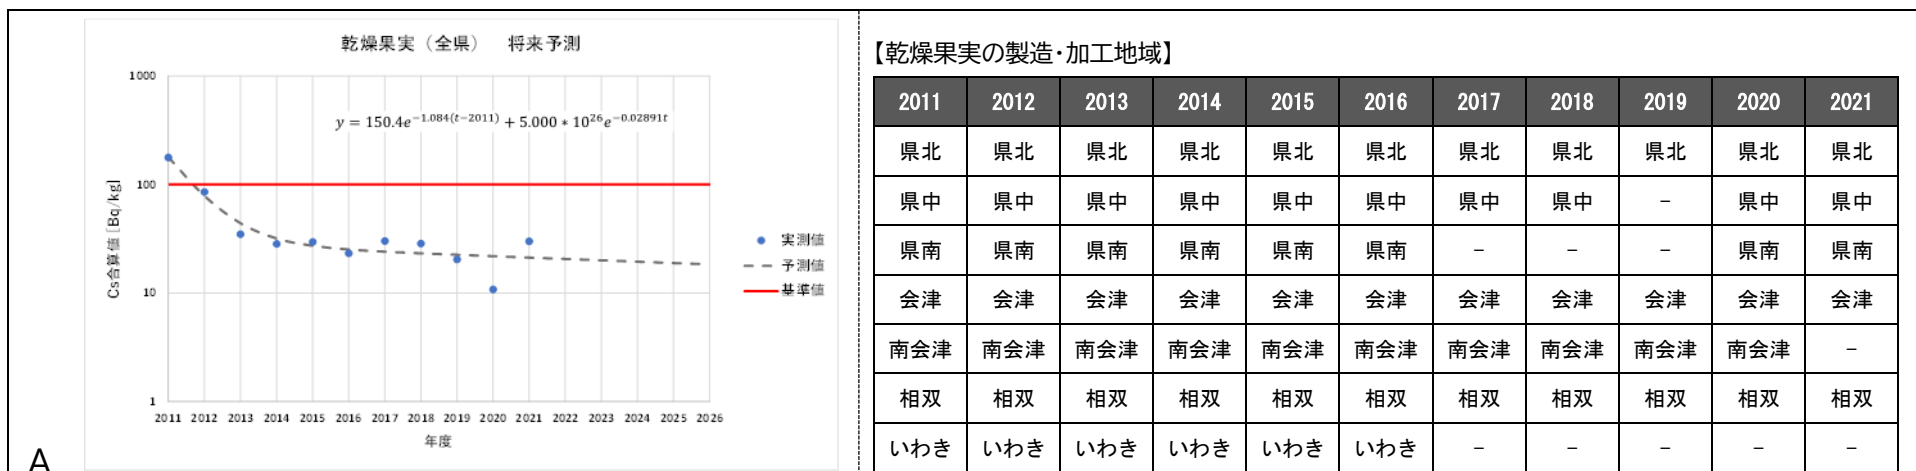 乾燥果実（全県）　将来予測
1000
100
10
1
y = 150.4e^{-1.084(t-2011)} + 5.000 * 10^{26}e^{-0.02891t}
Cs合算値 [Bq/kg]
2011 2012 2013 2014 2015 2016 2017 2018 2019 2020 2021 2022 2023 2024 2025 2026
年度
実測値
予測値
基準値
A
【乾燥果実の製造・加工地域】
2011 2012 2013 2014 2015 2016 2017 2018 2019 2020 2021
県北 県北 県北 県北 県北 県北 県北 県北 県北 県北 県北
県中 県中 県中 県中 県中 県中 県中 県中 － 県中 県中
県南 県南 県南 県南 県南 県南 － － － 県南 県南
会津 会津 会津 会津 会津 会津 会津 会津 会津 会津 会津
南会津 南会津 南会津 南会津 南会津 南会津 南会津 南会津 南会津 南会津 －
相双 相双 相双 相双 相双 相双 相双 相双 相双 相双 相双
いわき いわき いわき いわき いわき いわき － － － － －